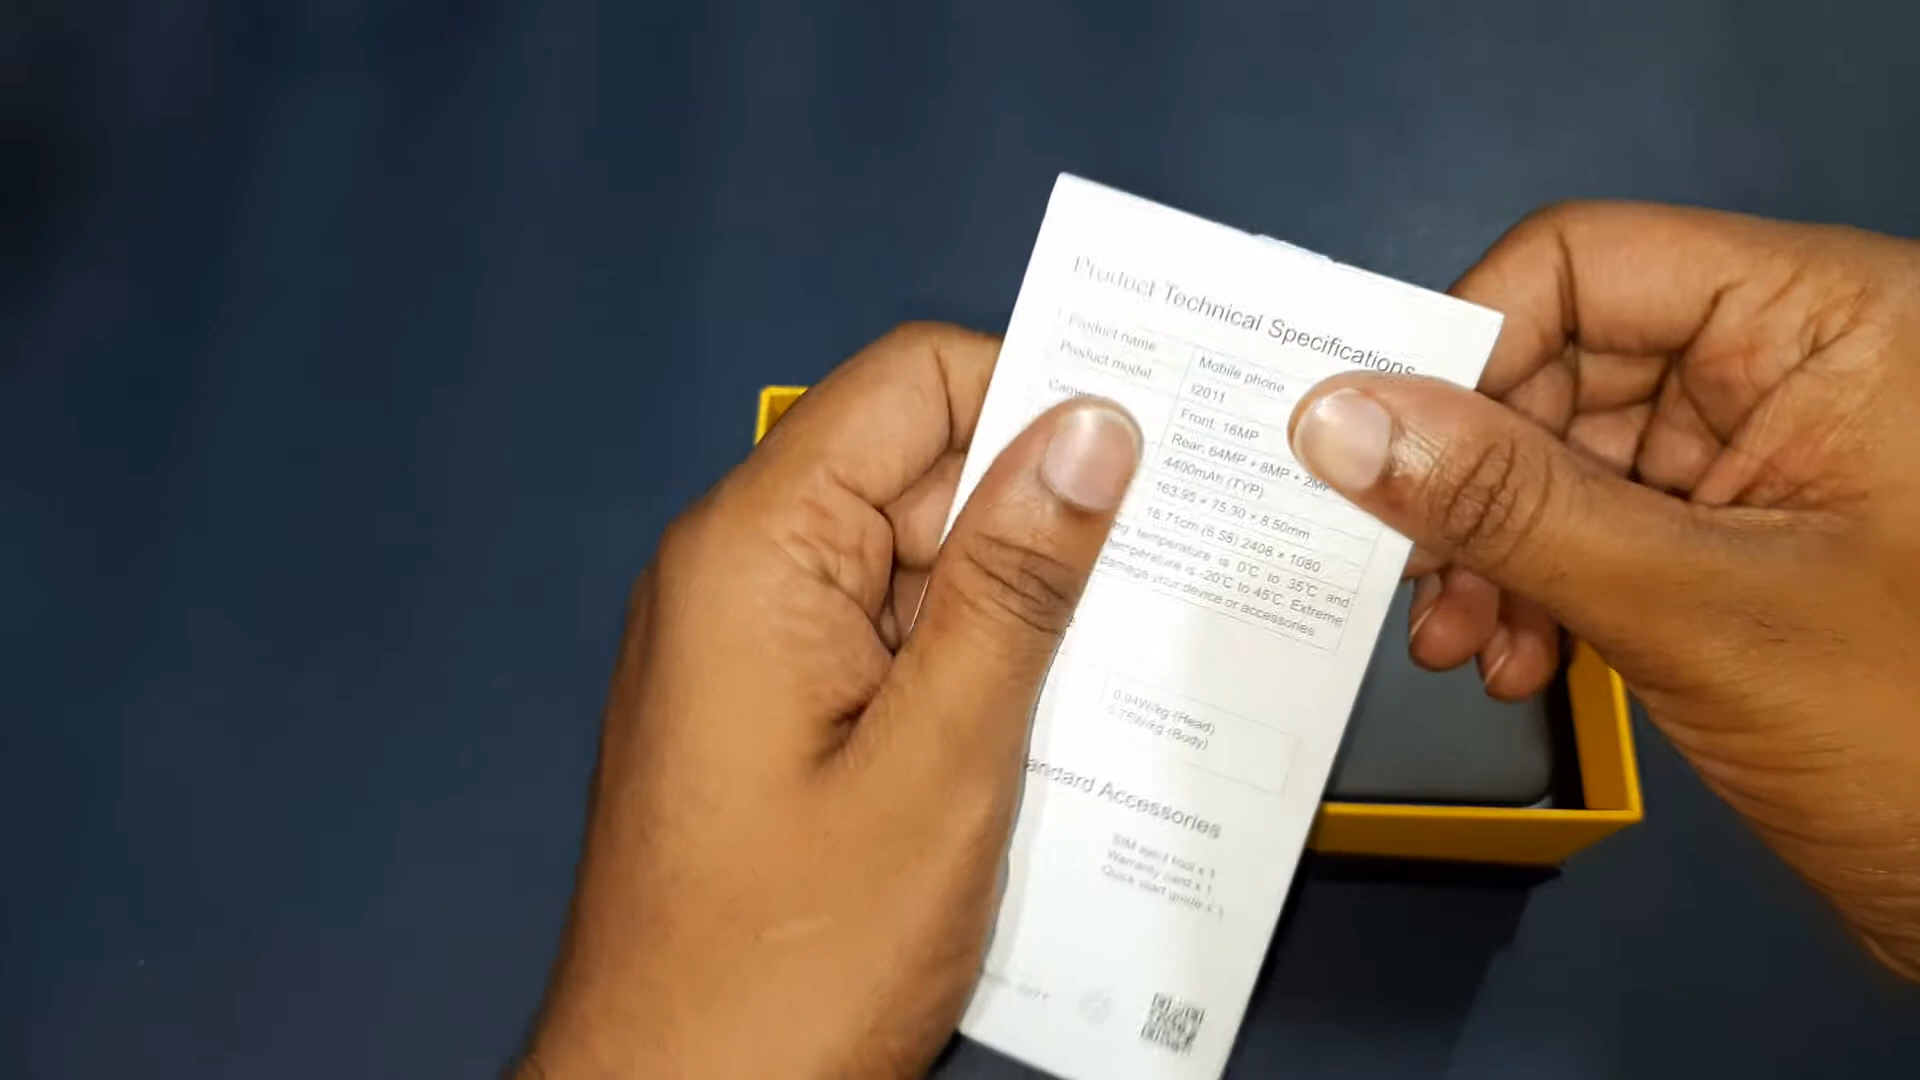 Product Technical Specifications
Product name
Mobile phone
Product model
I2011
Front: 16MP
Rear: 64MP + 8MP + 2MP
4400mAh (TYP)
163.95 × 75.30 × 8.50mm
16.71cm (6.58) 2408 × 1080
temperature is 0℃ to 35℃ and
temperature is -20℃ to 45℃. Extreme
damage your device or accessories
0.94W/kg (Head)
(Body)
andard Accessories
SIM eject tool x 1
Warranty card x 1
Quick start guide x 1